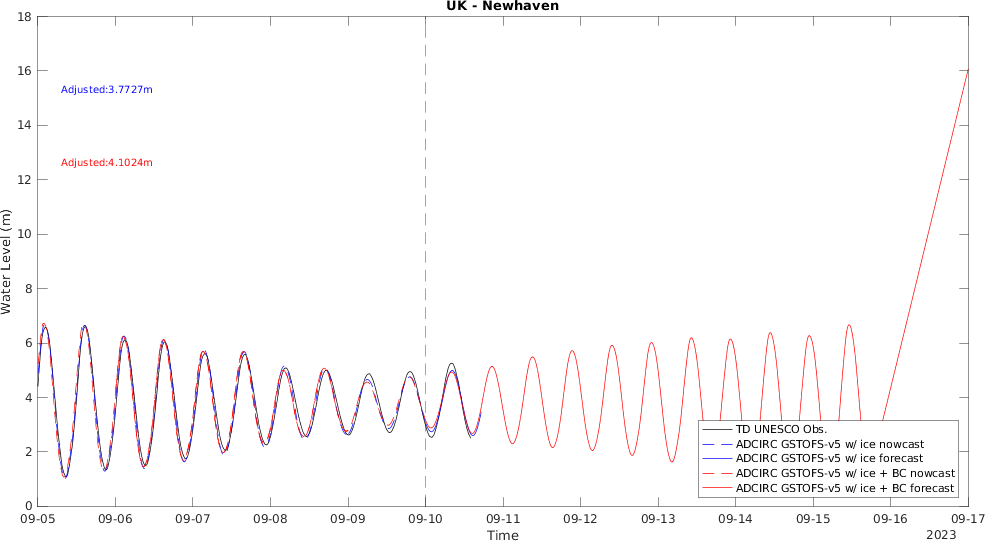 UK - Newhaven
18
16
14
12
10
8
6
4
2
0
Water Level (m)
Adjusted:3.7727m
Adjusted:4.1024m
TD UNESCO Obs.
ADCIRC GSTOFS-v5 w/ ice nowcast
ADCIRC GSTOFS-v5 w/ ice forecast
ADCIRC GSTOFS-v5 w/ ice + BC nowcast
ADCIRC GSTOFS-v5 w/ ice + BC forecast
09-05 09-06 09-07 09-08 09-09 09-10 09-11 09-12 09-13 09-14 09-15 09-16 09-17
Time
2023